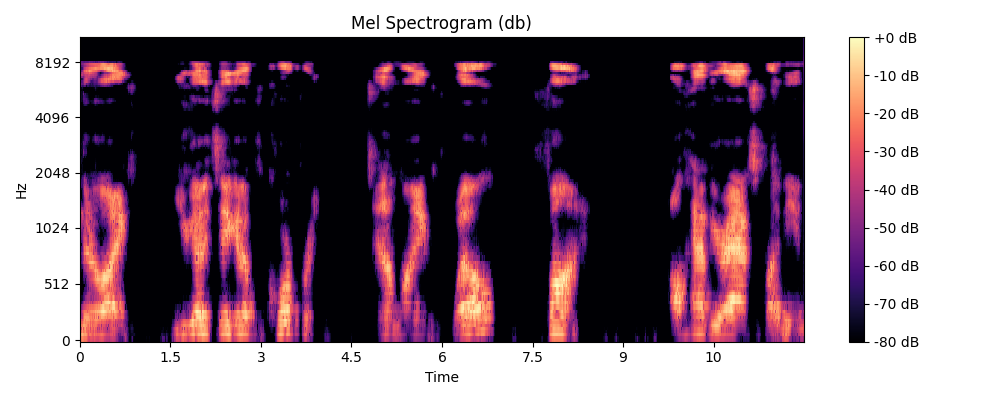 Mel Spectrogram (db)
Hz
8192
4096
2048
1024
512
0
0 1.5 3 4.5 6 7.5 9 10
Time
+0 dB
-10 dB
-20 dB
-30 dB
-40 dB
-50 dB
-60 dB
-70 dB
-80 dB